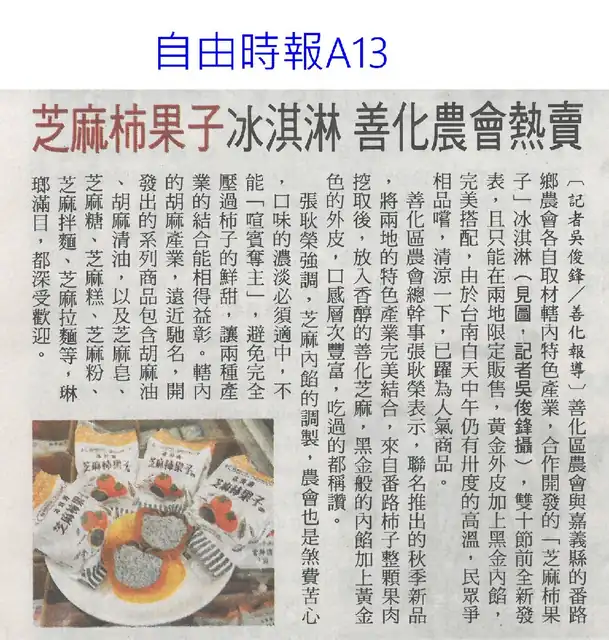 自由時報A13
芝麻柿果子冰淇淋 善化農會熱賣
〔記者吳俊鋒／善化報導〕善化區農會與嘉義縣的番路
鄉農會各自取材轄內特色產業，合作開發的「芝麻柿果
子」冰淇淋（見圖，記者吳俊鋒攝），雙十節前全新發
表，且只能在兩地限定販售，黃金外皮加上黑金內餡，
完美搭配，由於台南白天中午仍有卅度的高溫，民眾爭
相品嚐，清涼一下，已躍為人氣商品。
善化區農會總幹事張耿榮表示，聯名推出的秋季新品
，將兩地的特色產業完美結合，來自番路柿子整顆果肉
挖取後，放入香醇的善化芝麻，黑金般的內餡加上黃金
色的外皮，口感層次豐富，吃過的都稱讚。
張耿榮強調，芝麻內餡的調製，農會也是煞費苦心
，口味的濃淡必須適中，不
能「喧賓奪主」，避免完全
壓過柿子的鮮甜，讓兩種產
業的結合能相得益彰。轄內
的胡麻產業，遠近馳名，開
發出的系列商品包含胡麻油
、胡麻清油，以及芝麻皂、
芝麻糖、芝麻糕、芝麻粉、
芝麻拌麵、芝麻拉麵等，琳
瑯滿目，都深受歡迎。
芝麻柿果子
芝麻柿果子
芝麻柿果子